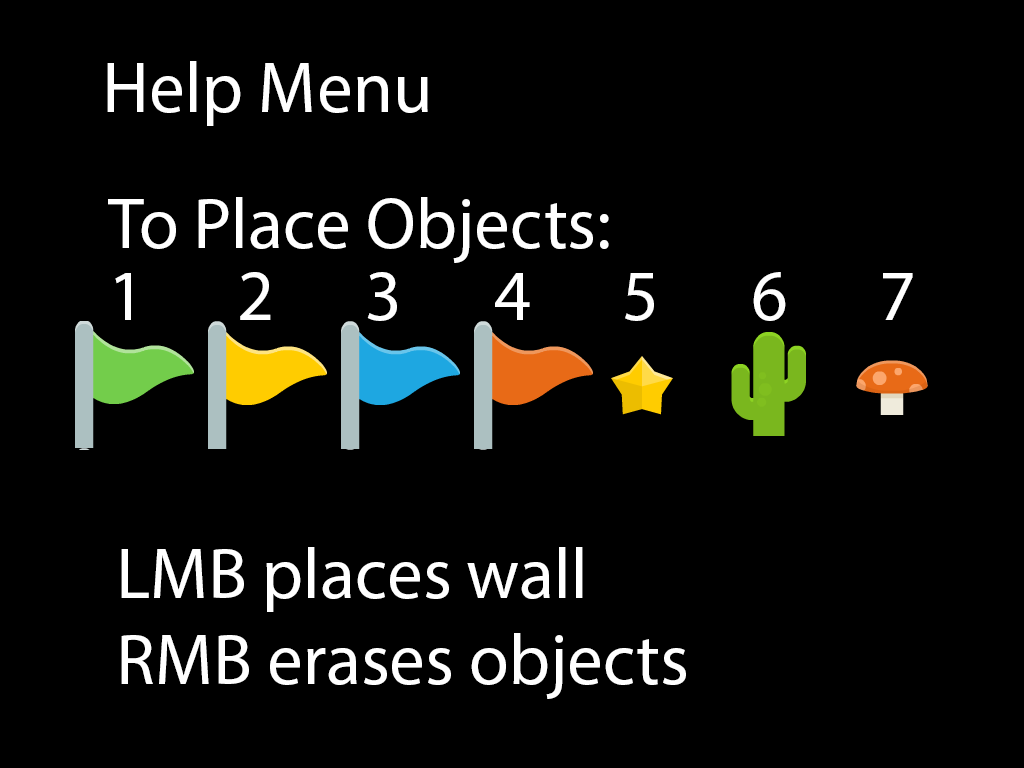 Help Menu
To Place Objects:
1 2 3 4 5 6 7
LMB places wall
RMB erases objects